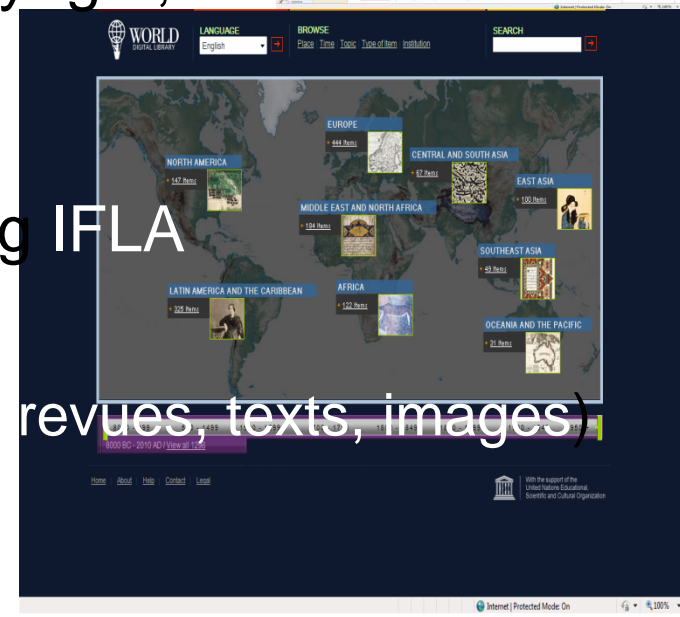 Internet | Protected Mode: On
WORLD
DIGITAL LIBRARY
LANGUAGE
English
BROWSE
Place Time Topic Type of Item Institution
SEARCH
EUROPE
444 Items
NORTH AMERICA
147 Items
CENTRAL AND SOUTH ASIA
67 Items
EAST ASIA
100 Items
MIDDLE EAST AND NORTH AFRICA
194 Items
g IFLA
SOUTHEAST ASIA
49 Items
LATIN AMERICA AND THE CARIBBEAN
325 Items
AFRICA
122 Items
OCEANIA AND THE PACIFIC
31 Items
revues, texts, images)
8000 BC - 2010 AD / View all
Home | About | Help | Contact | Legal
With the support of the
United Nations Educational,
Scientific and Cultural Organization
Internet | Protected Mode: On 100%